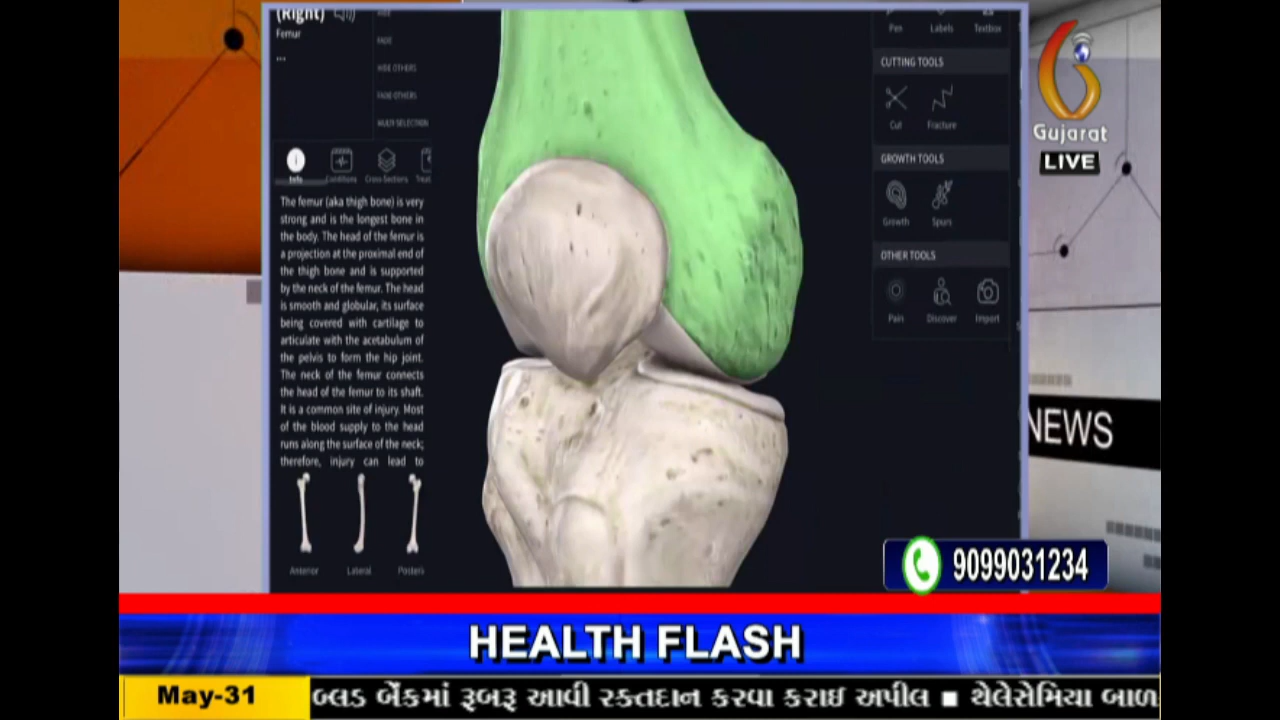 (Right)
Femur
...
HIDE
FADE
HIDE OTHERS
FADE OTHERS
MULTI SELECTION
Info
Conditions
Cross Sections
Treat
The femur (aka thigh bone) is very
strong and is the longest bone in
the body. The head of the femur is
a projection at the proximal end of
the thigh bone and is supported
by the neck of the femur. The head
is smooth and globular, its surface
being covered with cartilage to
articulate with the acetabulum of
the pelvis to form the hip joint.
The neck of the femur connects
the head of the femur to its shaft.
It is a common site of injury. Most
of the blood supply to the head
runs along the surface of the neck;
therefore, injury can lead to
Anterior
Lateral
Posteri
Pen
Labels
Textbox
CUTTING TOOLS
Cut
Fracture
GROWTH TOOLS
Growth
Spurs
OTHER TOOLS
Pain
Discover
Import
Gujarat
LIVE
NEWS
9099031234
HEALTH FLASH
May-31
બ્લડ બેંકમાં રૂબરૂ આવી રક્તદાન કરવા કરાઇ અપીલ ■ થેલેસેમિયા બાળ